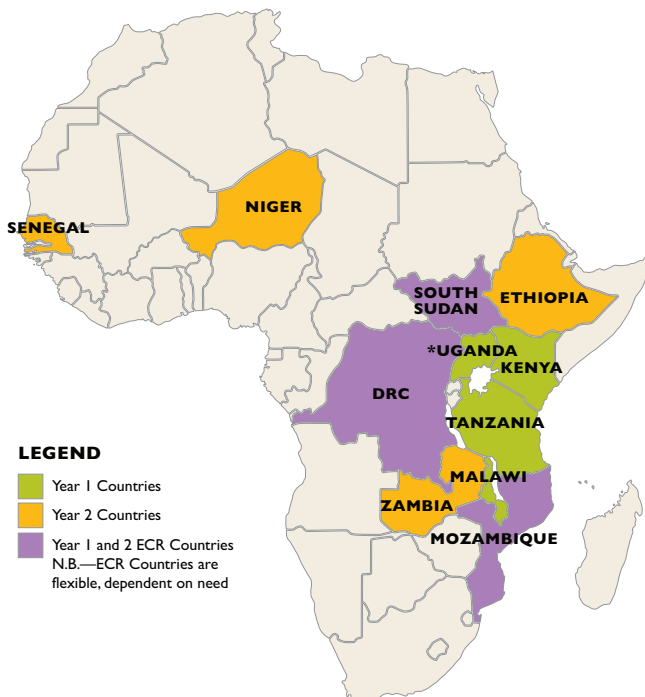 SENEGAL
NIGER
SOUTH
SUDAN
ETHIOPIA
*UGANDA
KENYA
DRC
TANZANIA
MALAWI
ZAMBIA
MOZAMBIQUE
LEGEND
Year 1 Countries
Year 2 Countries
Year 1 and 2 ECR Countries
N.B.—ECR Countries are
flexible, dependent on need